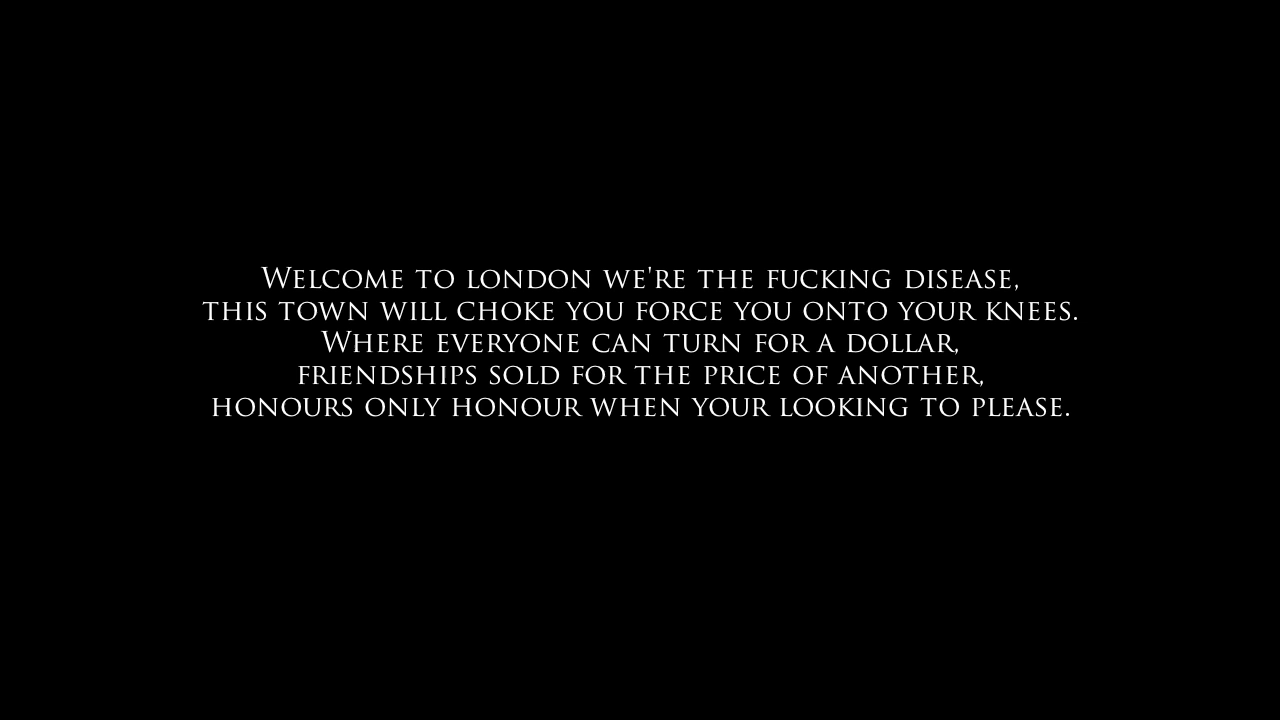 Welcome to london we're the fucking disease,
this town will choke you force you onto your knees.
Where everyone can turn for a dollar,
friendships sold for the price of another,
honours only honour when your looking to please.